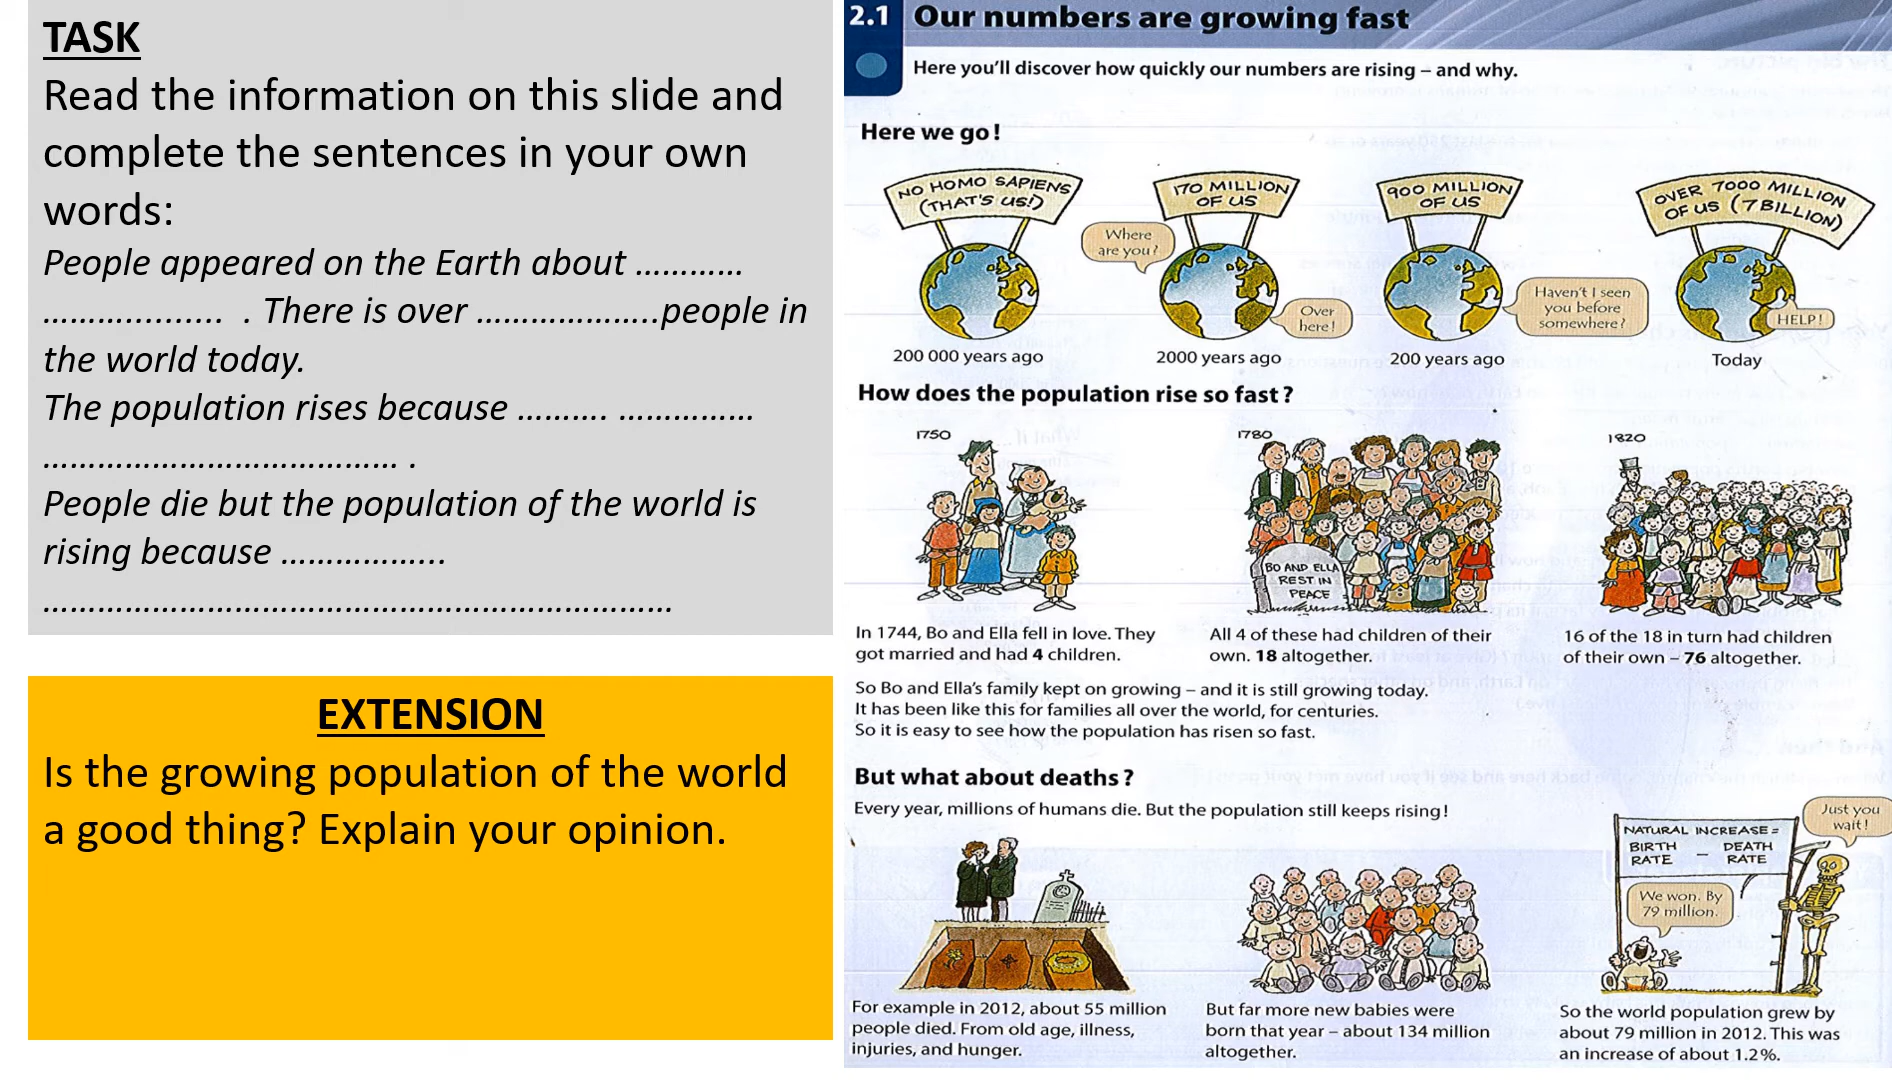 TASK
Read the information on this slide and
complete the sentences in your own
words:
People appeared on the Earth about …………
………........... . There is over ………………..people in
the world today.
The population rises because ………. ……………
………………………………… .
People die but the population of the world is
rising because ……………...
……………………………………………………………
EXTENSION
Is the growing population of the world
a good thing? Explain your opinion.
2.1 Our numbers are growing fast
Here you'll discover how quickly our numbers are rising – and why.
Here we go!
NO HOMO SAPIENS
(THAT'S US!)
Where
are you?
170 MILLION
OF US
Over
here!
900 MILLION
OF US
Haven't I seen
you before
somewhere?
OVER 7000 MILLION
OF US (7 BILLION)
HELP!
200 000 years ago
2000 years ago
200 years ago
Today
How does the population rise so fast?
1750
1780
1820
BO AND ELLA
REST IN
PEACE
In 1744, Bo and Ella fell in love. They
got married and had 4 children.
All 4 of these had children of their
own. 18 altogether.
16 of the 18 in turn had children
of their own – 76 altogether.
So Bo and Ella's family kept on growing – and it is still growing today.
It has been like this for families all over the world, for centuries.
So it is easy to see how the population has risen so fast.
But what about deaths?
Every year, millions of humans die. But the population still keeps rising!
Just you
wait!
NATURAL INCREASE =
BIRTH RATE – DEATH RATE
We won. By
79 million.
For example in 2012, about 55 million
people died. From old age, illness,
injuries, and hunger.
But far more new babies were
born that year – about 134 million
altogether.
So the world population grew by
about 79 million in 2012. This was
an increase of about 1.2%.